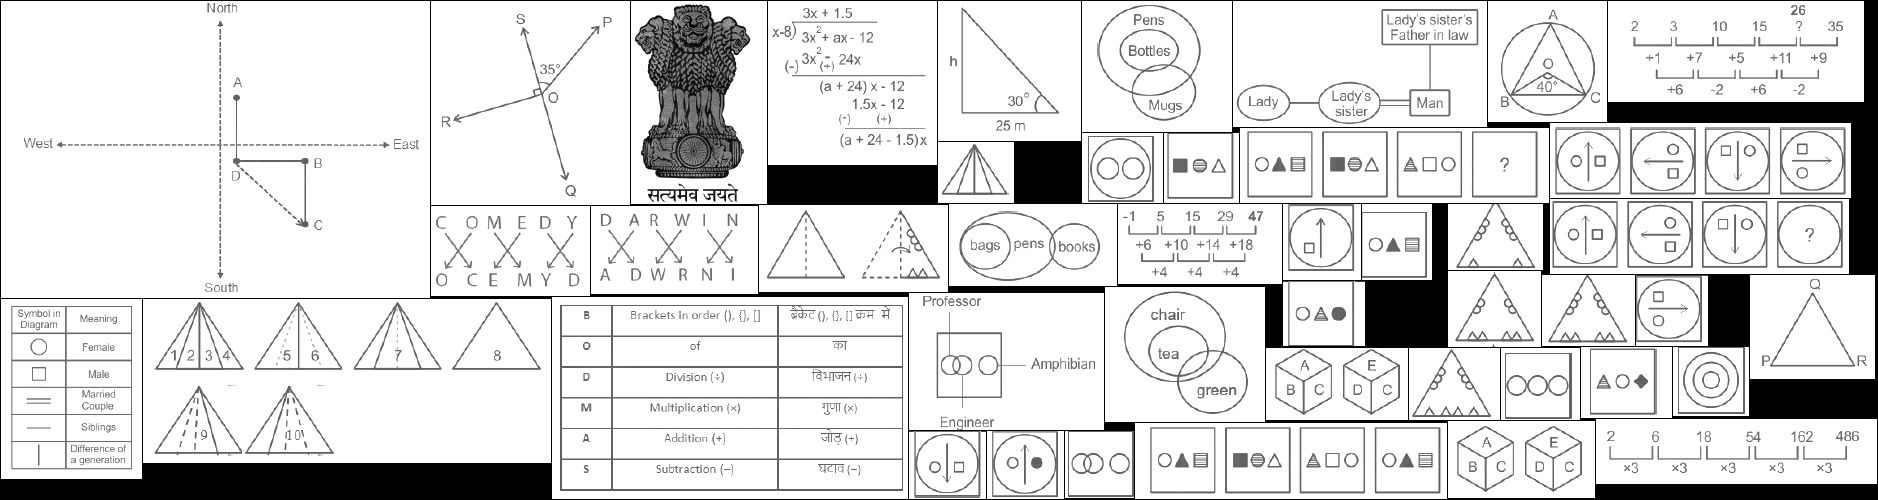 North
A
West
East
B
D
C
South
S
P
35°
O
R
Q
सत्यमेव जयते
3x + 1.5
x-8) 3x² + ax - 12
3x² - 24x
(-) (+)
(a + 24) x - 12
1.5x - 12
(-) (+)
(a + 24 - 1.5)x
h
30°
25 m
Pens
Bottles
Mugs
Lady's sister's
Father in law
Lady
Lady's
sister
Man
A
O
40°
B
C
26
2 3 10 15 ? 35
+1 +7 +5 +11 +9
+6 -2 +6 -2
?
C O M E D Y
O C E M Y D
D A R W I N
A D W R N I
bags
pens
books
-1 5 15 29 47
+6 +10 +14 +18
+4 +4 +4
?
Symbol in
Diagram
Meaning
Female
Male
Married
Couple
Siblings
Difference of
a generation
1 2 3 4
5 6
7
8
9
10
B Brackets in order (), {}, [] ब्रैकेट (), {}, [] क्रम में
O of का
D Division (÷) विभाजन (÷)
M Multiplication (×) गुणा (×)
A Addition (+) जोड़ (+)
S Subtraction (−) घटाव (−)
Professor
Amphibian
Engineer
chair
tea
green
A
B C
E
D C
Q
P
R
A
B C
E
D C
2 6 18 54 162 486
×3 ×3 ×3 ×3 ×3